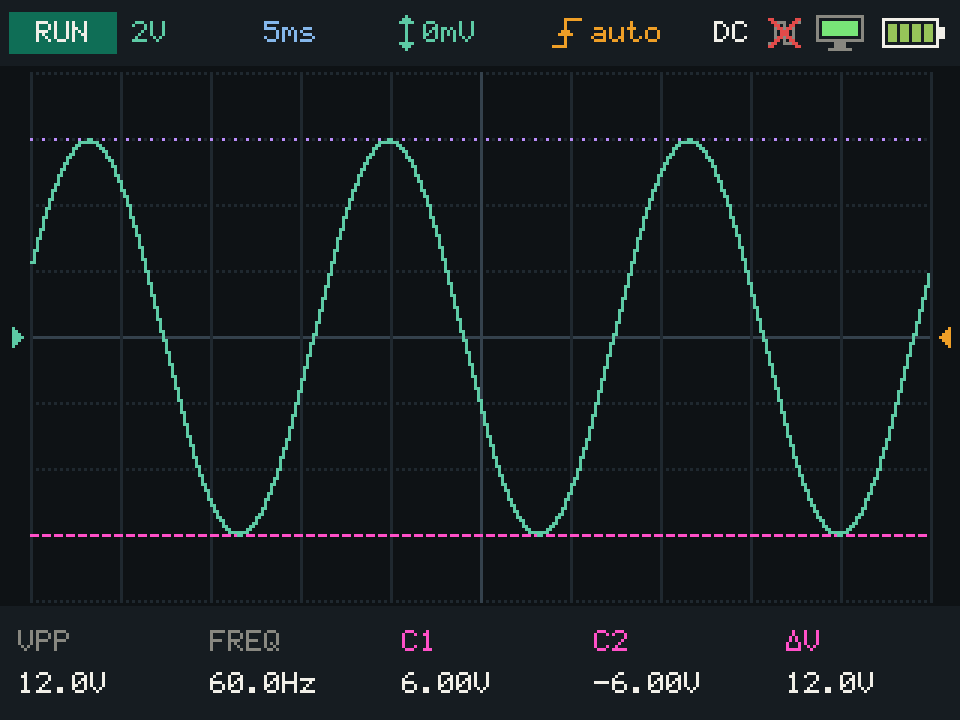 RUN 2V 5ms 0mV auto DC
VPP FREQ C1 C2 ΔV
12.0V 60.0Hz 6.00V -6.00V 12.0V